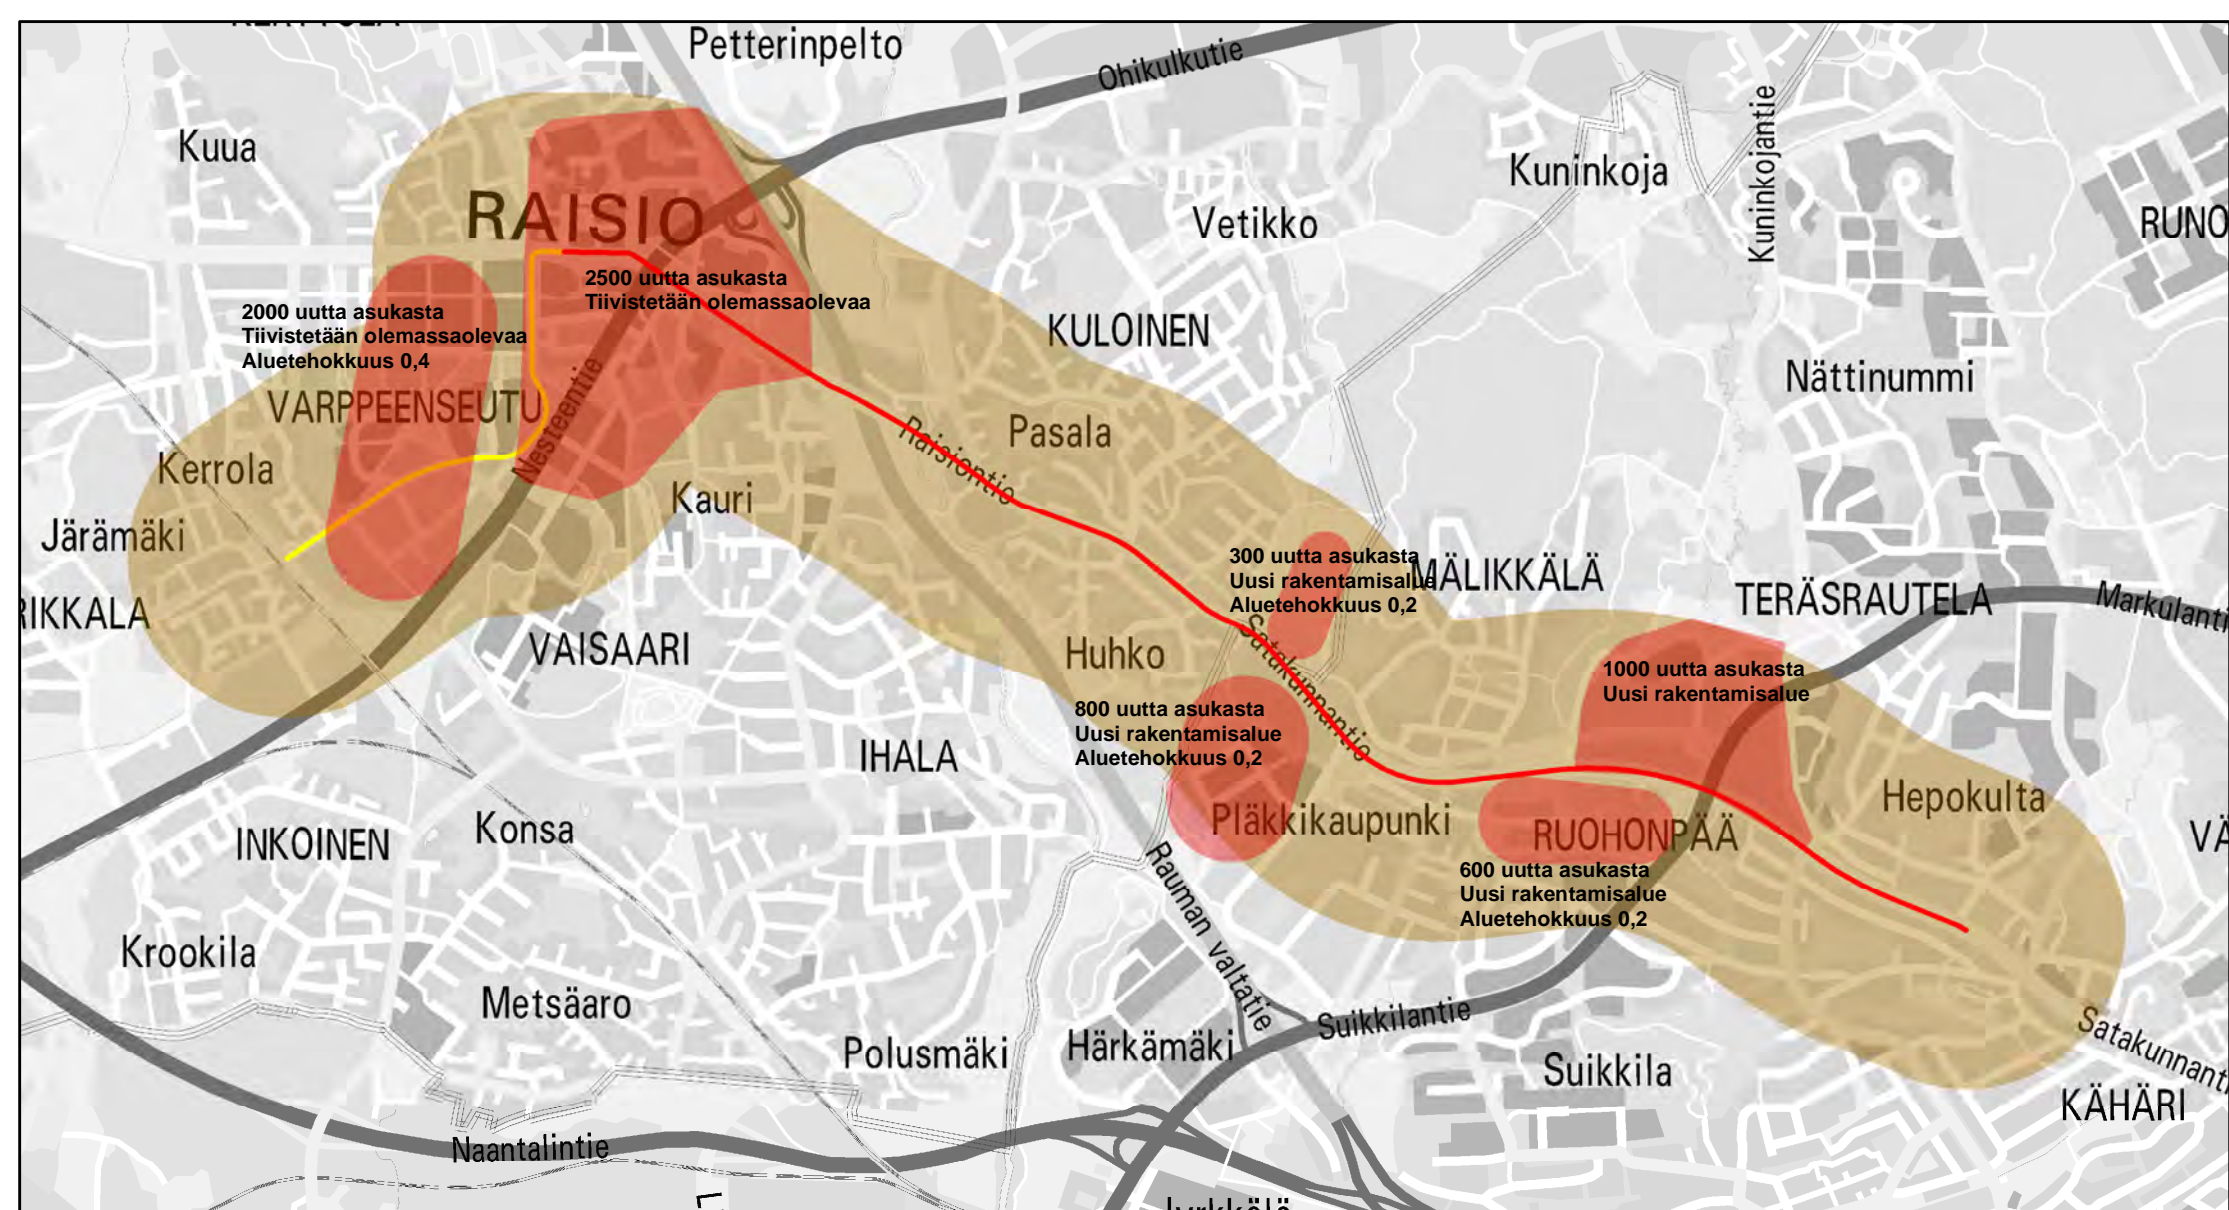 Petterinpelto
Ohikulkutie
Kuua
Kuninkoja
Kuninkojantie
RAISIO
Vetikko
2500 uutta asukasta
Tiivistetään olemassaolevaa
2000 uutta asukasta
Tiivistetään olemassaolevaa
Aluetehokkuus 0,4
KULOINEN
Nättinummi
VARPPEENSEUTU
Nesteentie
Raisiontie
Pasala
Kerrola
Kauri
Järämäki
300 uutta asukasta
Uusi rakentamisalue
Aluetehokkuus 0,2
MÄLIKKÄLÄ
TERÄSRAUTELA
VAISAARI
Huhko
Satakunnantie
1000 uutta asukasta
Uusi rakentamisalue
800 uutta asukasta
Uusi rakentamisalue
Aluetehokkuus 0,2
IHALA
Hepokulta
Pläkkikaupunki
RUOHONPÄÄ
INKOINEN
Konsa
600 uutta asukasta
Uusi rakentamisalue
Aluetehokkuus 0,2
Rauman valtatie
Krookila
Metsäaro
Suikkilantie
Polusmäki
Härkämäki
Suikkila
KÄHÄRI
Naantalintie